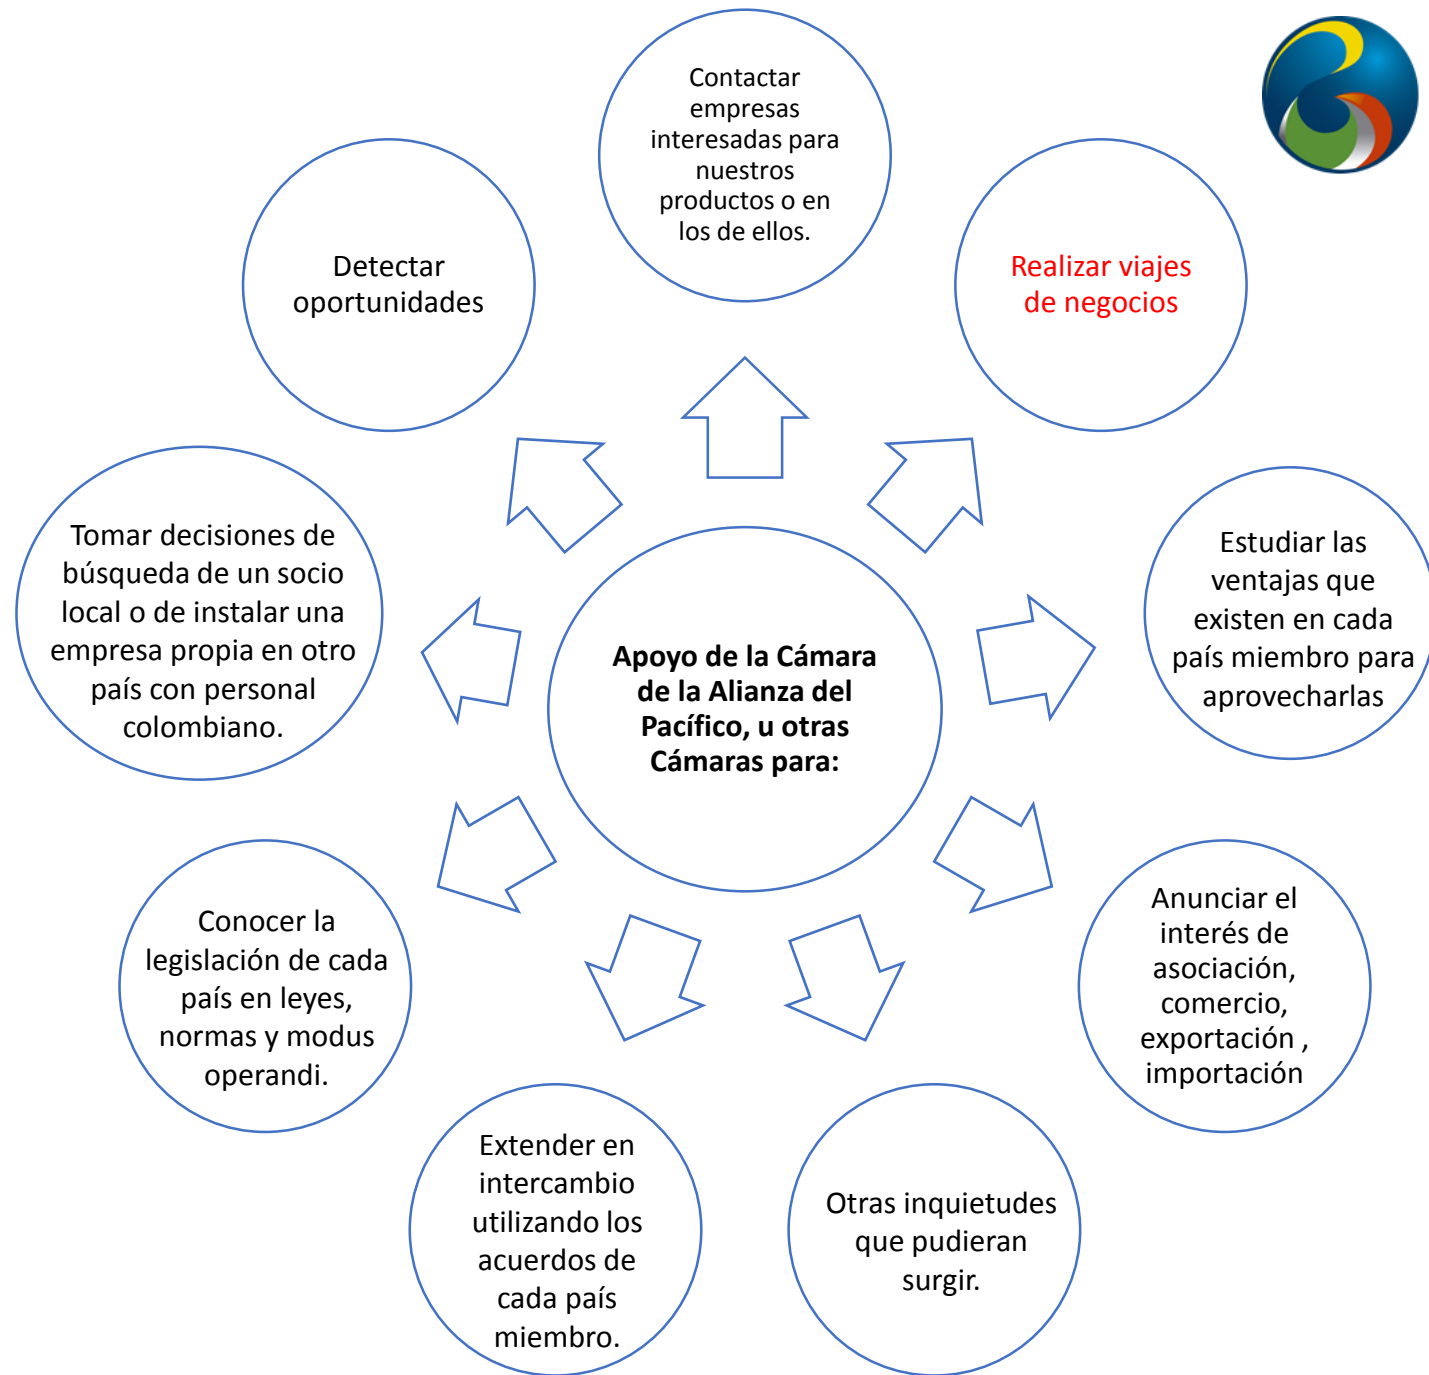 Contactar
empresas
interesadas para
nuestros
productos o en
los de ellos.
Realizar viajes
de negocios
Estudiar las
ventajas que
existen en cada
país miembro para
aprovecharlas
Anunciar el
interés de
asociación,
comercio,
exportación ,
importación
Otras inquietudes
que pudieran
surgir.
Extender en
intercambio
utilizando los
acuerdos de
cada país
miembro.
Conocer la
legislación de cada
país en leyes,
normas y modus
operandi.
Tomar decisiones de
búsqueda de un socio
local o de instalar una
empresa propia en otro
país con personal
colombiano.
Detectar
oportunidades
Apoyo de la Cámara
de la Alianza del
Pacífico, u otras
Cámaras para: